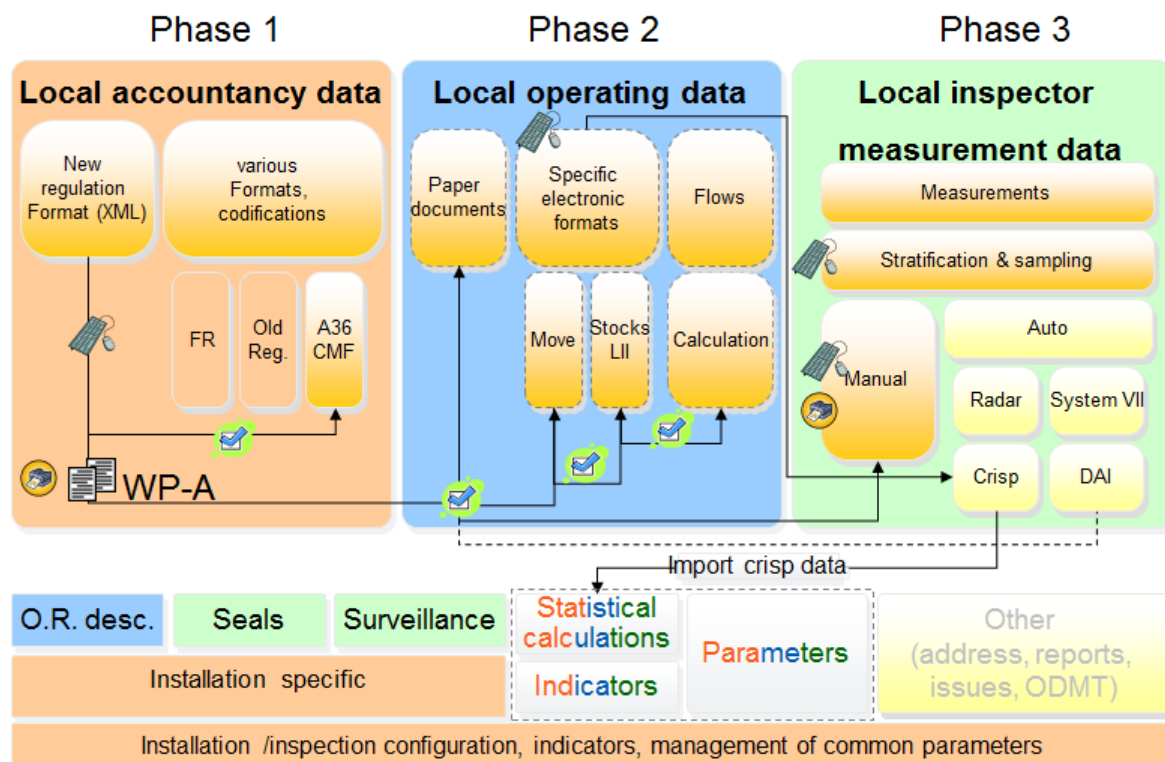 Phase 1
Phase 2
Phase 3
Local accountancy data
Local operating data
Local inspector
measurement data
New
regulation
Format (XML)
various
Formats,
codifications
Paper
documents
Specific
electronic
formats
Flows
Measurements
Stratification & sampling
FR
Old
Reg.
A36
CMF
Move
Stocks
LII
Calculation
Manual
Auto
Radar
System VII
Crisp
DAI
WP-A
Import crisp data
O.R. desc.
Seals
Surveillance
Statistical
calculations
Parameters
Indicators
Other
(address, reports,
issues, ODMT)
Installation specific
Installation /inspection configuration, indicators, management of common parameters